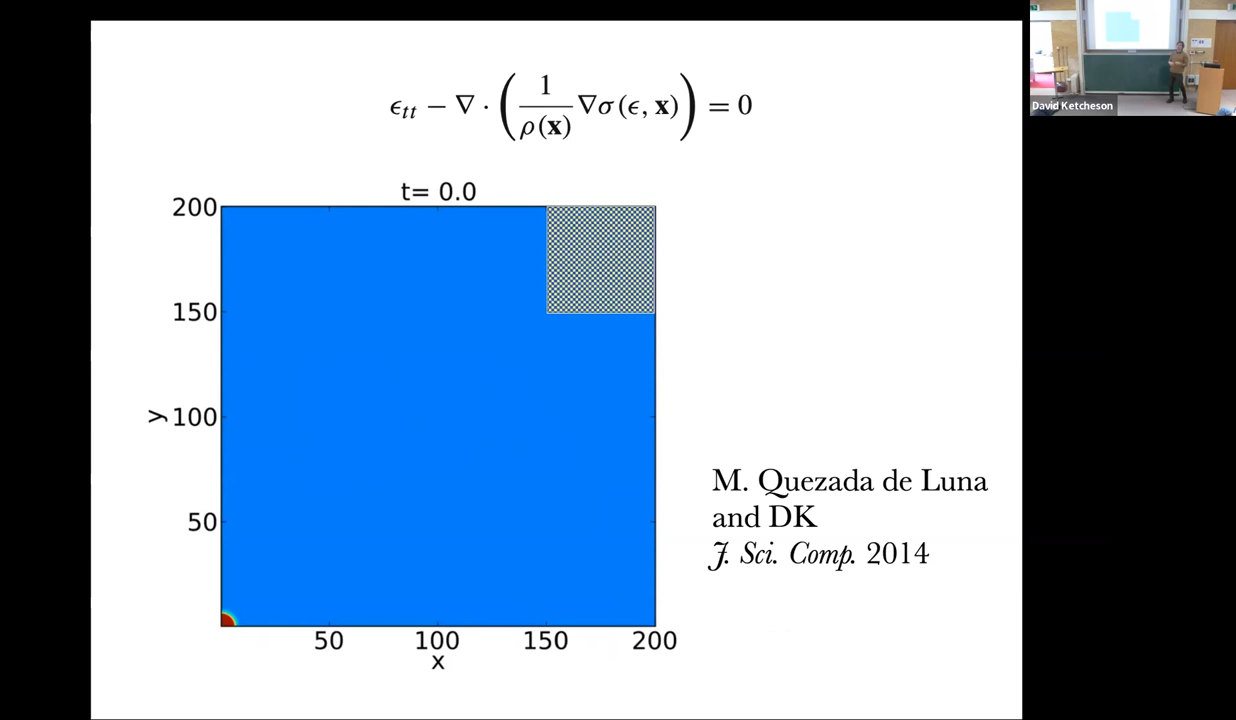 ϵ_tt − ∇ · ( 1/ρ(x) ∇σ(ϵ, x) ) = 0
David Ketcheson
t= 0.0
200
150
y 100
50
50 100 150 200
x
M. Quezada de Luna
and DK
J. Sci. Comp. 2014